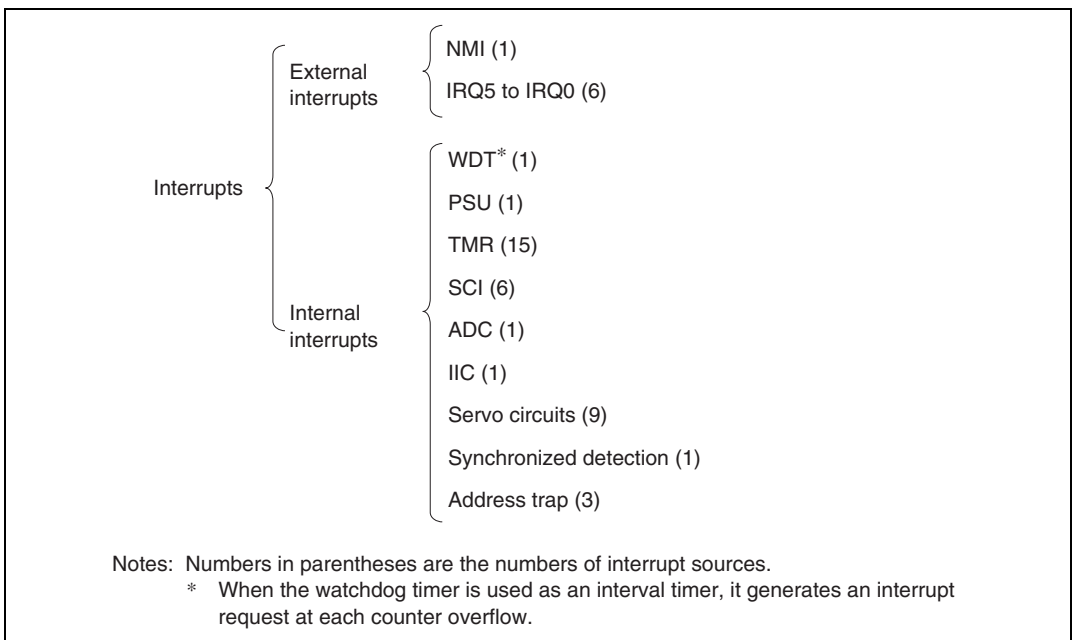 Interrupts
External
interrupts
NMI (1)
IRQ5 to IRQ0 (6)
Internal
interrupts
WDT* (1)
PSU (1)
TMR (15)
SCI (6)
ADC (1)
IIC (1)
Servo circuits (9)
Synchronized detection (1)
Address trap (3)
Notes: Numbers in parentheses are the numbers of interrupt sources.
* When the watchdog timer is used as an interval timer, it generates an interrupt
request at each counter overflow.